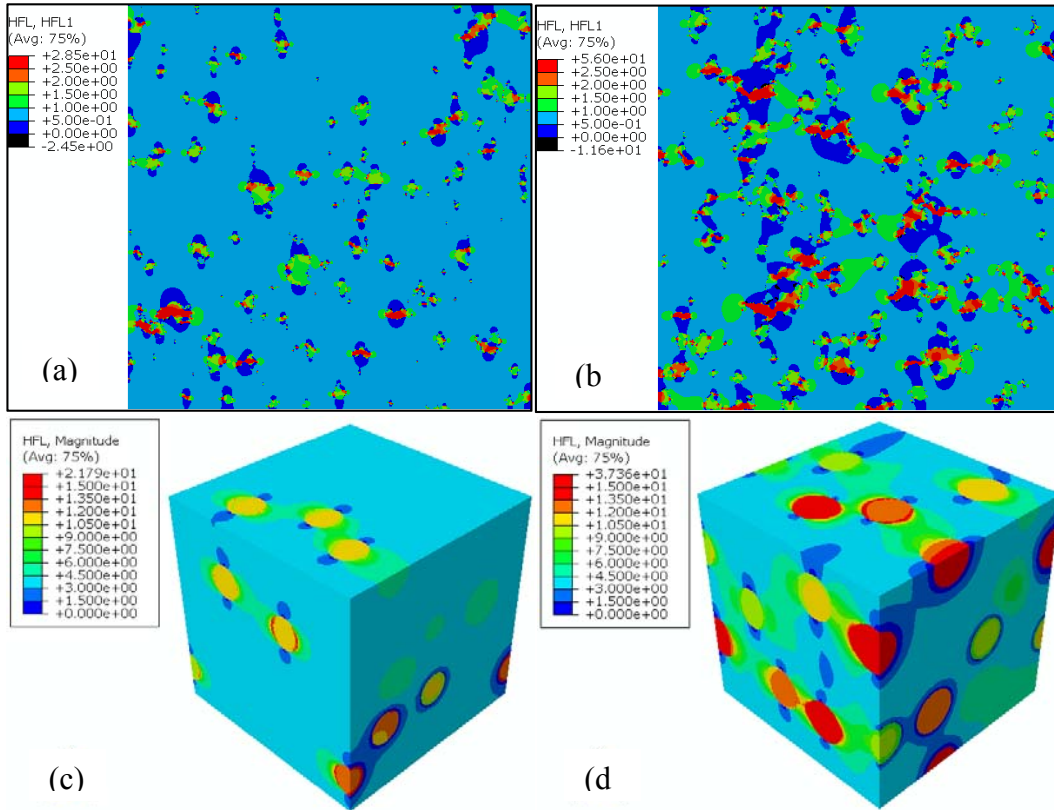 HFL, HFL1
(Avg: 75%)
+2.85e+01
+2.50e+00
+2.00e+00
+1.50e+00
+1.00e+00
+5.00e-01
+0.00e+00
-2.45e+00
(a)
HFL, HFL1
(Avg: 75%)
+5.60e+01
+2.50e+00
+2.00e+00
+1.50e+00
+1.00e+00
+5.00e-01
+0.00e+00
-1.16e+01
(b
HFL, Magnitude
(Avg: 75%)
+2.179e+01
+1.500e+01
+1.350e+01
+1.200e+01
+1.050e+01
+9.000e+00
+7.500e+00
+6.000e+00
+4.500e+00
+3.000e+00
+1.500e+00
+0.000e+00
(c)
HFL, Magnitude
(Avg: 75%)
+3.736e+01
+1.500e+01
+1.350e+01
+1.200e+01
+1.050e+01
+9.000e+00
+7.500e+00
+6.000e+00
+4.500e+00
+3.000e+00
+1.500e+00
+0.000e+00
(d